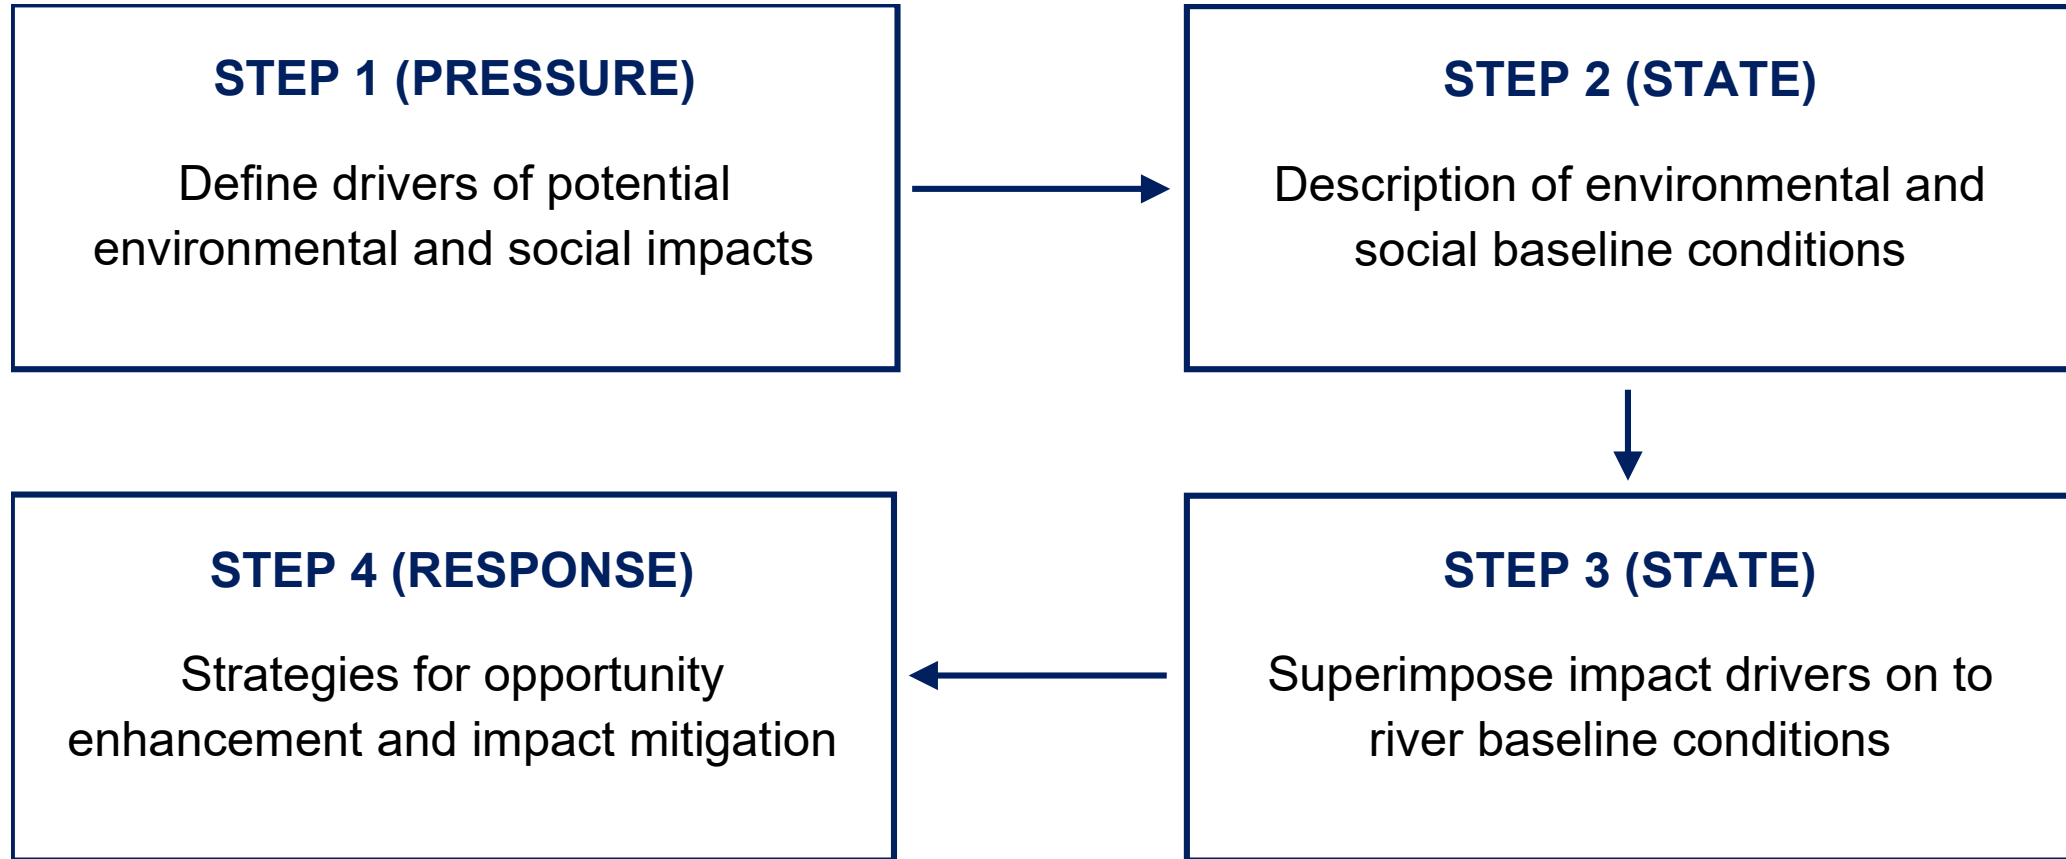 STEP 1 (PRESSURE)
Define drivers of potential
environmental and social impacts
STEP 2 (STATE)
Description of environmental and
social baseline conditions
STEP 3 (STATE)
Superimpose impact drivers on to
river baseline conditions
STEP 4 (RESPONSE)
Strategies for opportunity
enhancement and impact mitigation